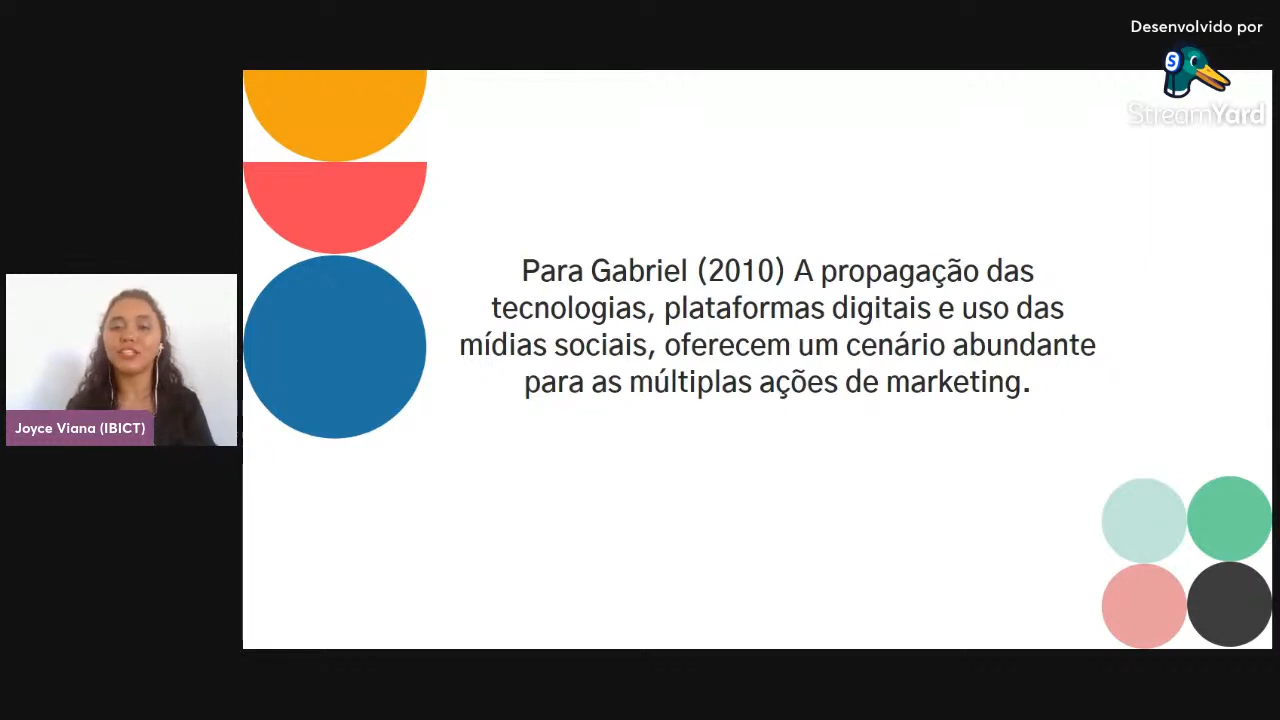 Desenvolvido por
S
StreamYard
Para Gabriel (2010) A propagação das
tecnologias, plataformas digitais e uso das
mídias sociais, oferecem um cenário abundante
para as múltiplas ações de marketing.
Joyce Viana (IBICT)